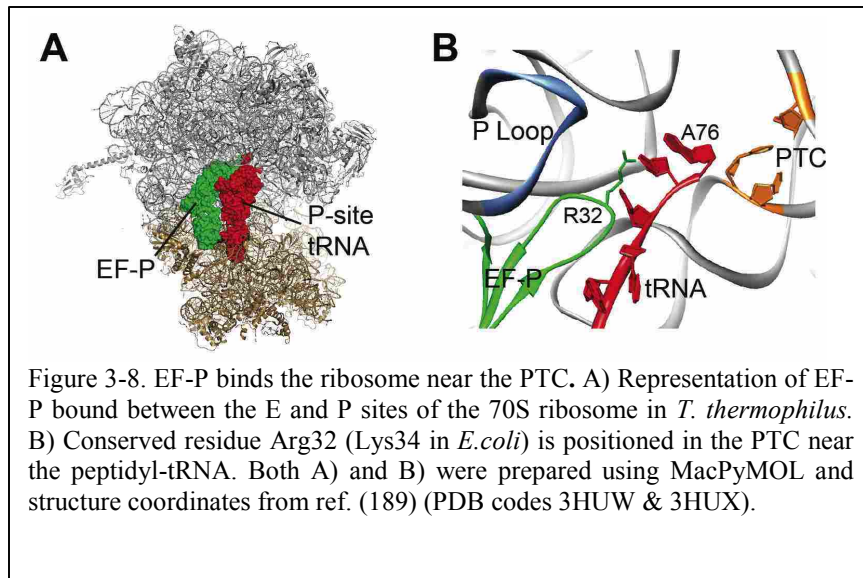 A
B
P Loop
A76
PTC
P-site
tRNA
R32
EF-P
EF-P
tRNA
Figure 3-8. EF-P binds the ribosome near the PTC. A) Representation of EF-
P bound between the E and P sites of the 70S ribosome in T. thermophilus.
B) Conserved residue Arg32 (Lys34 in E.coli) is positioned in the PTC near
the peptidyl-tRNA. Both A) and B) were prepared using MacPyMOL and
structure coordinates from ref. (189) (PDB codes 3HUW & 3HUX).